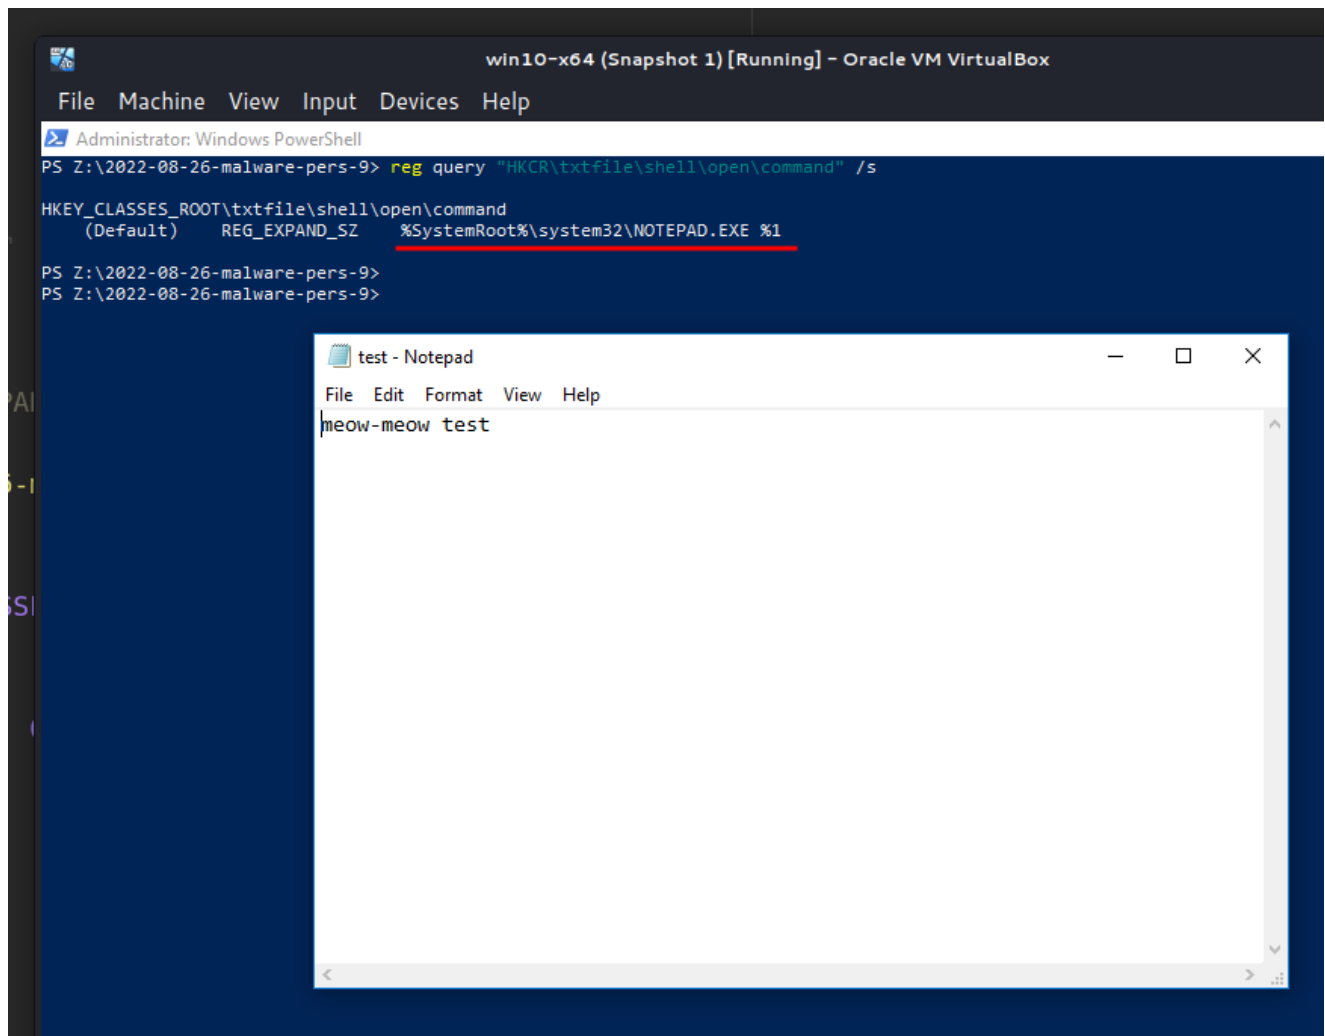 win10-x64 (Snapshot 1) [Running] - Oracle VM VirtualBox
File Machine View Input Devices Help
Administrator: Windows PowerShell
PS Z:\2022-08-26-malware-pers-9> reg query "HKCR\txtfile\shell\open\command" /s
HKEY_CLASSES_ROOT\txtfile\shell\open\command
(Default) REG_EXPAND_SZ %SystemRoot%\system32\NOTEPAD.EXE %1
PS Z:\2022-08-26-malware-pers-9>
PS Z:\2022-08-26-malware-pers-9>
test - Notepad
File Edit Format View Help
meow-meow test